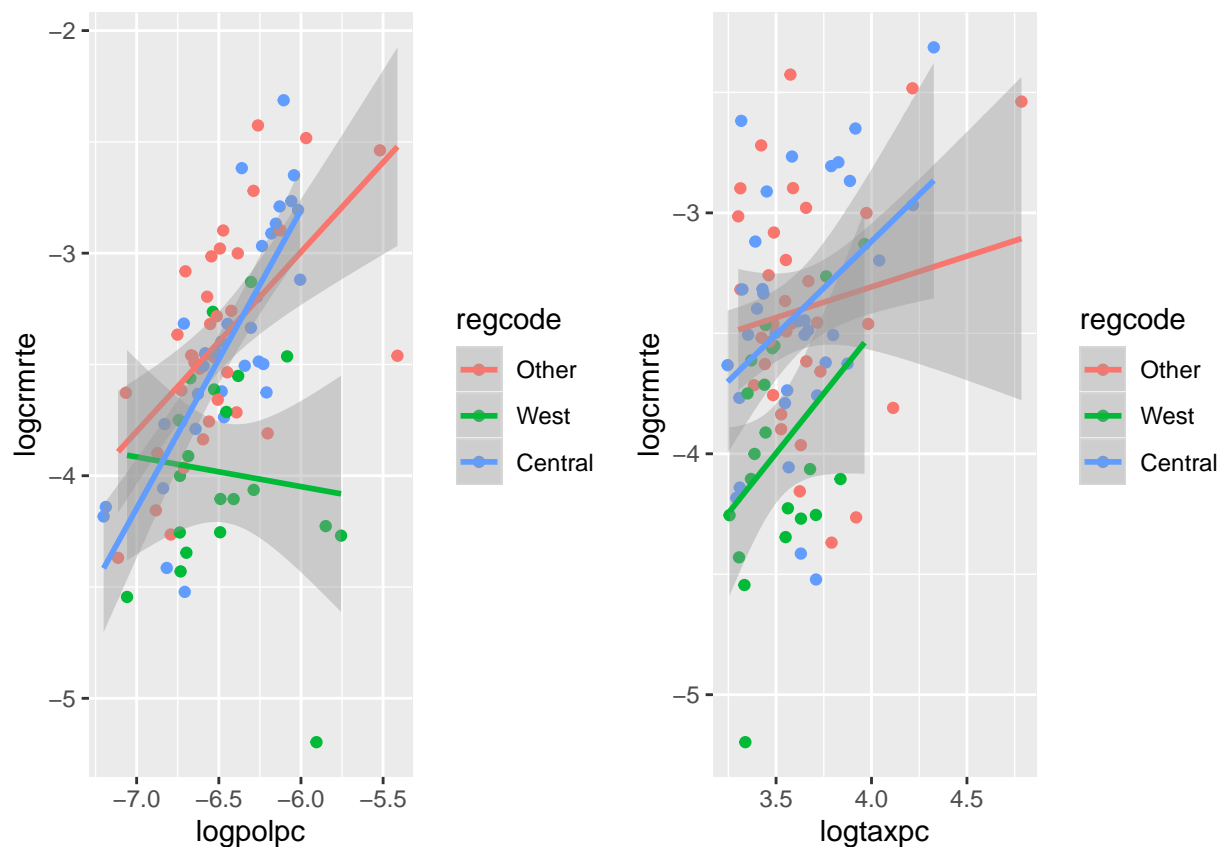 −2
−3
−4
−5
logcrmrte
−7.0 −6.5 −6.0 −5.5
logpolpc
regcode
Other
West
Central
−3
−4
−5
logcrmrte
3.5 4.0 4.5
logtaxpc
regcode
Other
West
Central